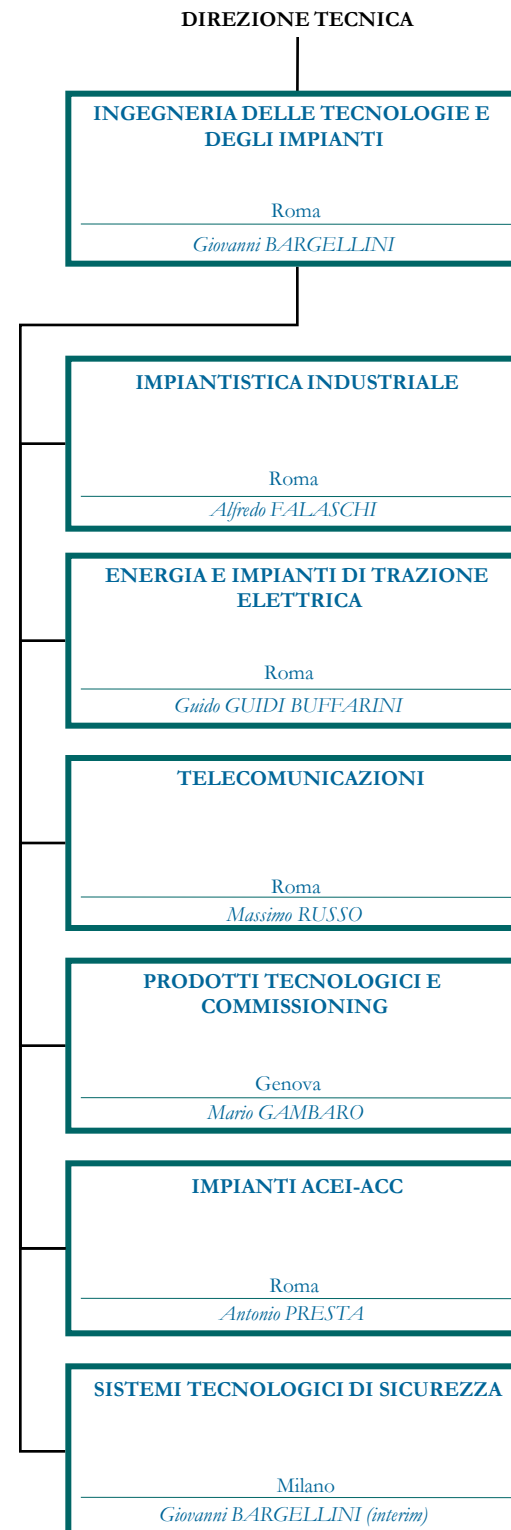 DIREZIONE TECNICA
INGEGNERIA DELLE TECNOLOGIE E
DEGLI IMPIANTI
Roma
Giovanni BARGELLINI
IMPIANTISTICA INDUSTRIALE
Roma
Alfredo FALASCHI
ENERGIA E IMPIANTI DI TRAZIONE
ELETTRICA
Roma
Guido GUIDI BUFFARINI
TELECOMUNICAZIONI
Roma
Massimo RUSSO
PRODOTTI TECNOLOGICI E
COMMISSIONING
Genova
Mario GAMBARO
IMPIANTI ACEI-ACC
Roma
Antonio PRESTA
SISTEMI TECNOLOGICI DI SICUREZZA
Milano
Giovanni BARGELLINI (interim)